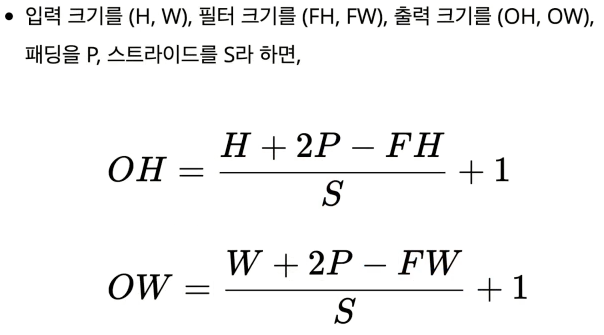 • 입력 크기를 (H, W), 필터 크기를 (FH, FW), 출력 크기를 (OH, OW),
패딩을 P, 스트라이드를 S라 하면,
OH = \frac{H + 2P - FH}{S} + 1
OW = \frac{W + 2P - FW}{S} + 1